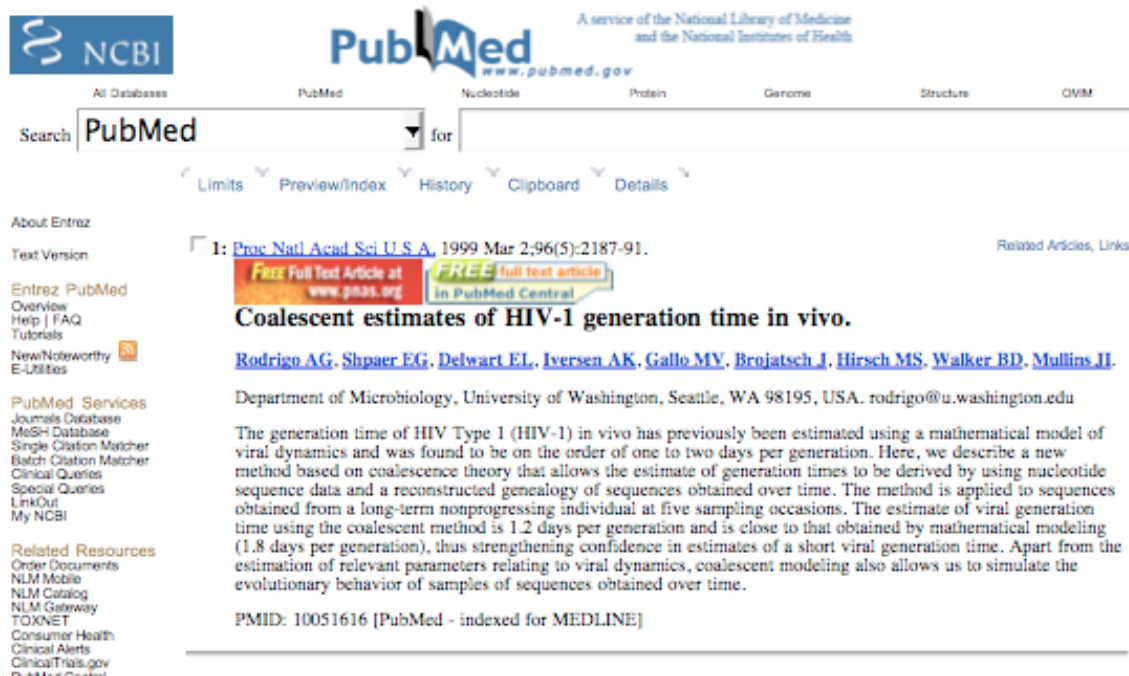 NCBI
PubMed
www.pubmed.gov
A service of the National Library of Medicine
and the National Institutes of Health
All Databases PubMed Nucleotide Protein Genome Structure OMIM
Search PubMed for
Limits Preview/Index History Clipboard Details
About Entrez
Text Version
Entrez PubMed
Overview
Help | FAQ
Tutorials
New/Noteworthy
E-Utilities
PubMed Services
Journals Database
MeSH Database
Single Citation Matcher
Batch Citation Matcher
Clinical Queries
Special Queries
LinkOut
My NCBI
Related Resources
Order Documents
NLM Mobile
NLM Catalog
NLM Gateway
TOXNET
Consumer Health
Clinical Alerts
ClinicalTrials.gov
PubMed Central
1: Proc Natl Acad Sci U S A. 1999 Mar 2;96(5):2187-91.
Related Articles, Links
FREE Full Text Article at
www.pnas.org
FREE full text article
in PubMed Central
Coalescent estimates of HIV-1 generation time in vivo.
Rodrigo AG, Shpaer EG, Delwart EL, Iversen AK, Gallo MV, Brojatsch J, Hirsch MS, Walker BD, Mullins JI.
Department of Microbiology, University of Washington, Seattle, WA 98195, USA. rodrigo@u.washington.edu
The generation time of HIV Type 1 (HIV-1) in vivo has previously been estimated using a mathematical model of
viral dynamics and was found to be on the order of one to two days per generation. Here, we describe a new
method based on coalescence theory that allows the estimate of generation times to be derived by using nucleotide
sequence data and a reconstructed genealogy of sequences obtained over time. The method is applied to sequences
obtained from a long-term nonprogressing individual at five sampling occasions. The estimate of viral generation
time using the coalescent method is 1.2 days per generation and is close to that obtained by mathematical modeling
(1.8 days per generation), thus strengthening confidence in estimates of a short viral generation time. Apart from the
estimation of relevant parameters relating to viral dynamics, coalescent modeling also allows us to simulate the
evolutionary behavior of samples of sequences obtained over time.
PMID: 10051616 [PubMed - indexed for MEDLINE]